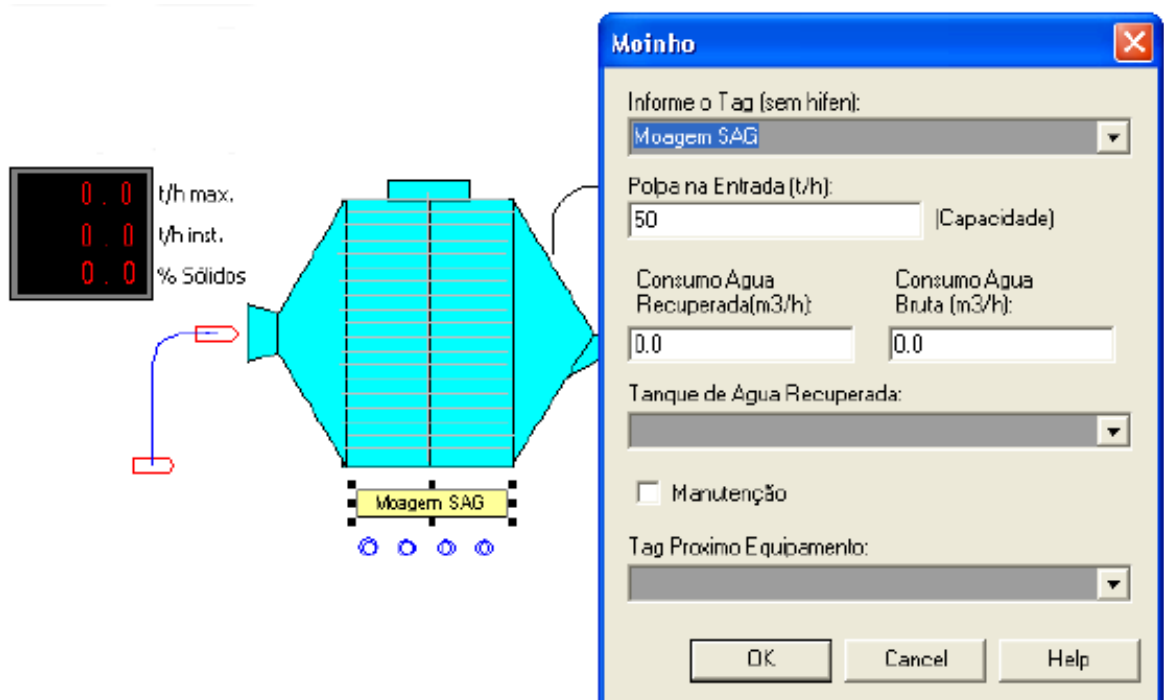 0.0 t/h max.
0.0 t/h inst.
0.0 % Sólidos
Moagem SAG
Moinho
Informe o Tag (sem hifen):
Moagem SAG
Polpa na Entrada (t/h):
50 (Capacidade)
Consumo Agua Recuperada(m3/h):
0.0
Consumo Agua Bruta (m3/h):
0.0
Tanque de Agua Recuperada:
Manutenção
Tag Proximo Equipamento:
OK Cancel Help